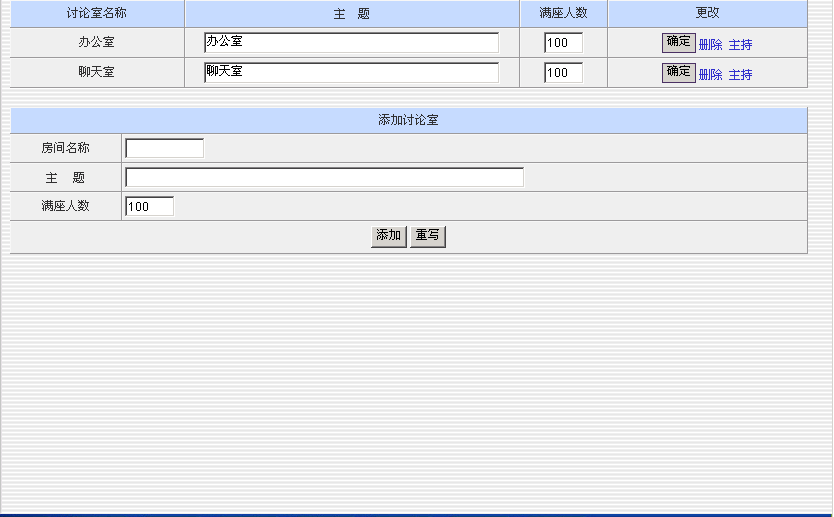 讨论室名称 主 题 满座人数 更改
办公室 办公室 100 确定 删除 主持
聊天室 聊天室 100 确定 删除 主持
添加讨论室
房间名称
主 题
满座人数 100
添加 重写